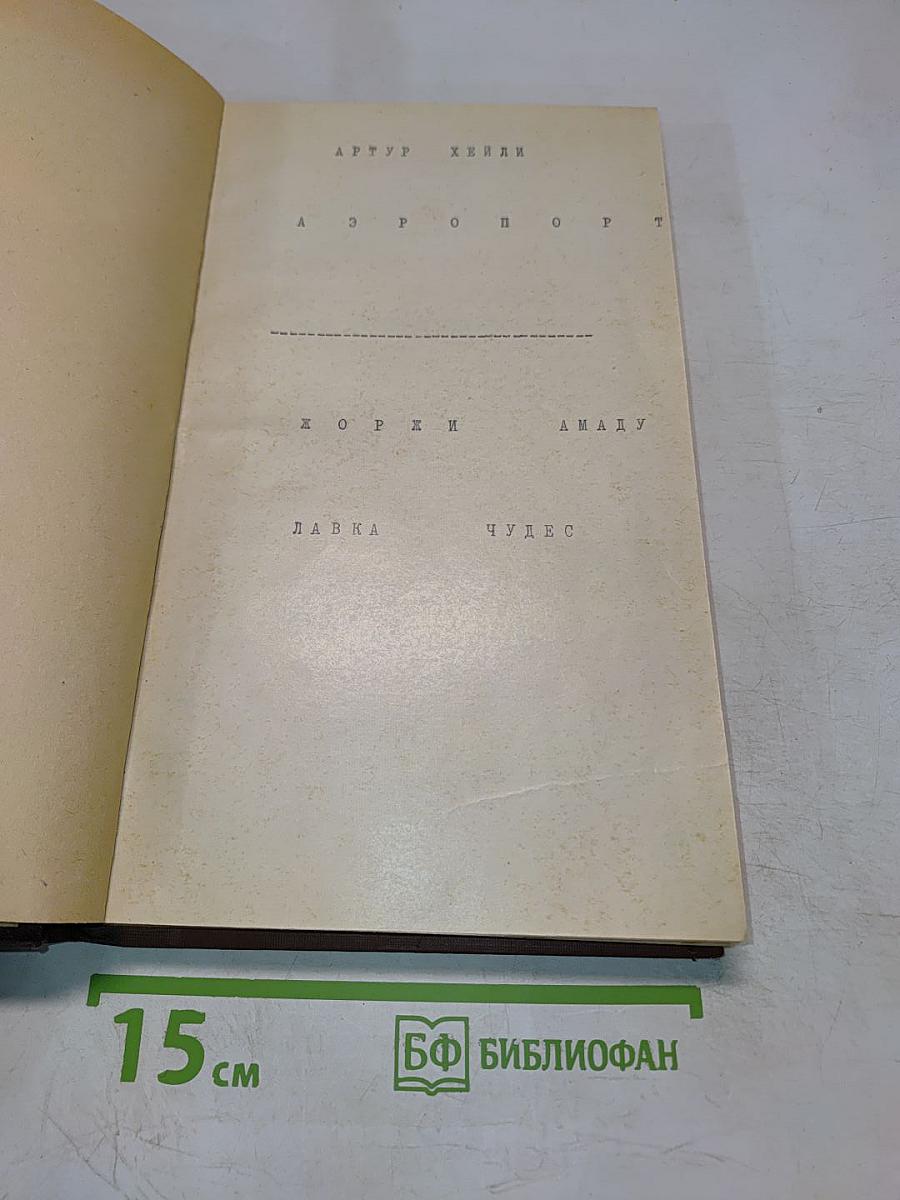 АРТУР ХЕЙЛИ
АЭРОПОРТ
-----------------------------------
ЖОРЖИ АМАДУ
ЛАВКА ЧУДЕС
15 см
БФ БИБЛИОФАН